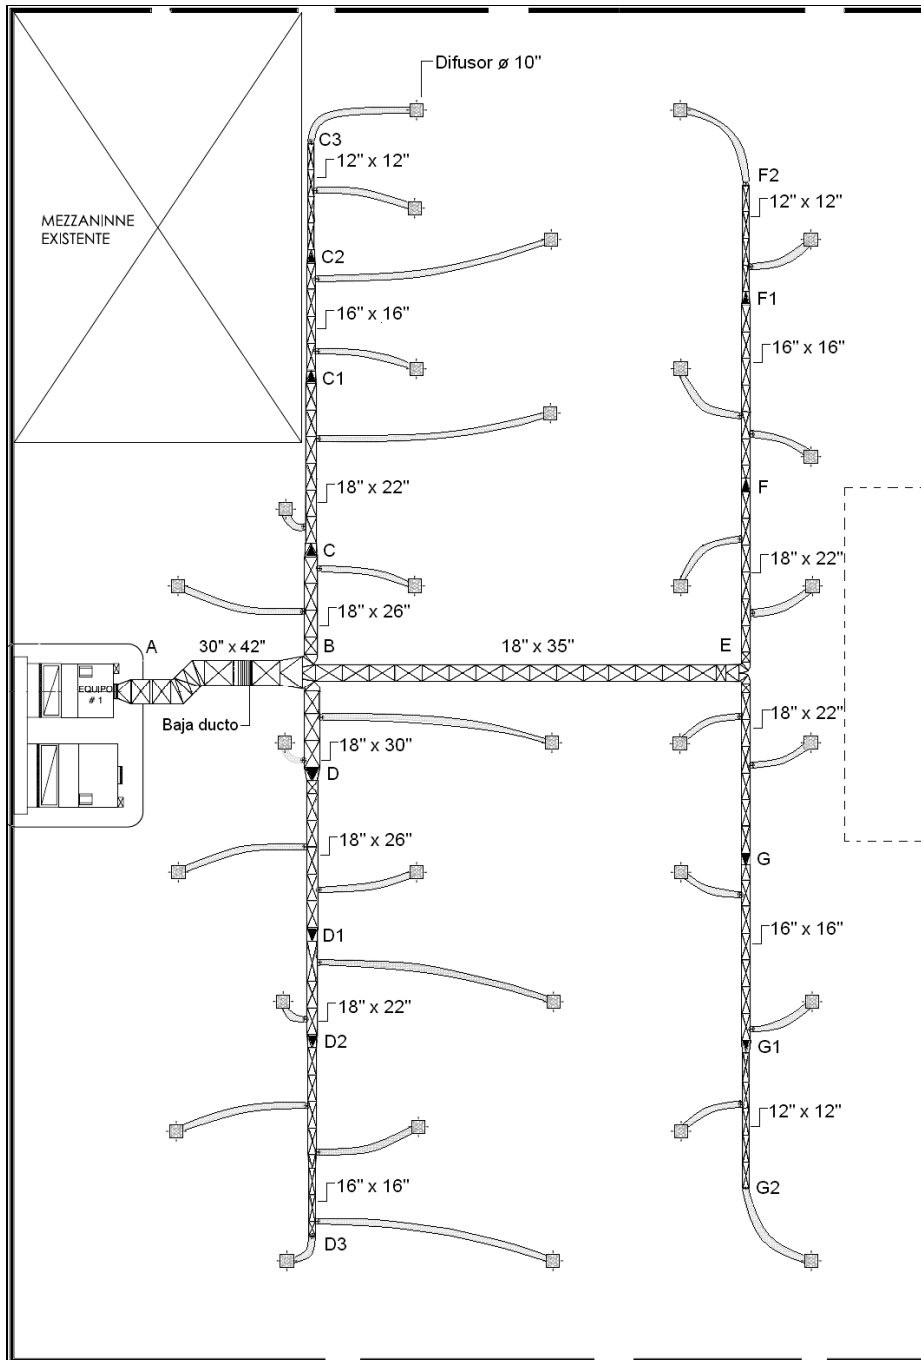 Difusor ø 10"
C3
12" x 12"
F2
12" x 12"
MEZZANINNE
EXISTENTE
C2
F1
16" x 16"
16" x 16"
C1
18" x 22"
F
C
18" x 22"
18" x 26"
A
30" x 42"
B
18" x 35"
E
EQUIPO
# 1
Baja ducto
18" x 22"
18" x 30"
D
18" x 26"
G
D1
16" x 16"
18" x 22"
D2
G1
12" x 12"
16" x 16"
G2
D3